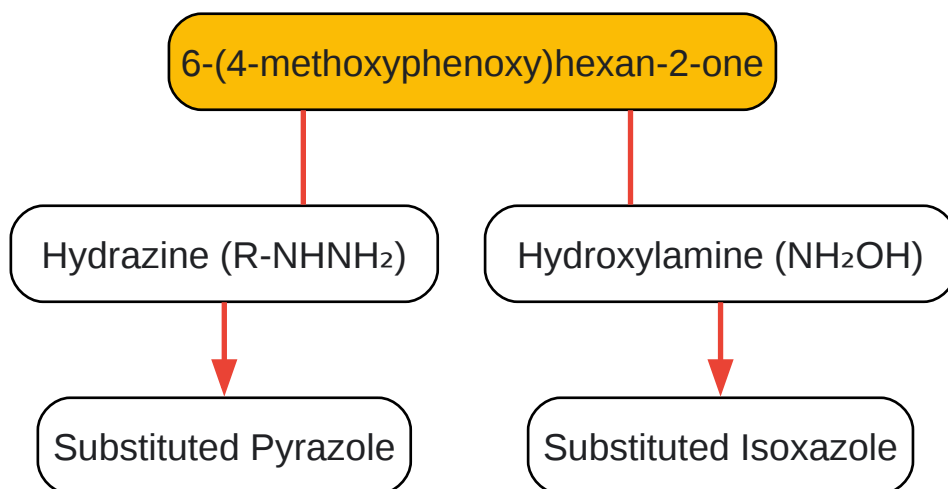 6-(4-methoxyphenoxy)hexan-2-one
Hydrazine (R-NHNH₂)
Hydroxylamine (NH₂OH)
Substituted Pyrazole
Substituted Isoxazole